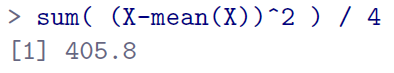 > sum( (X-mean(X))^2 ) / 4
[1] 405.8